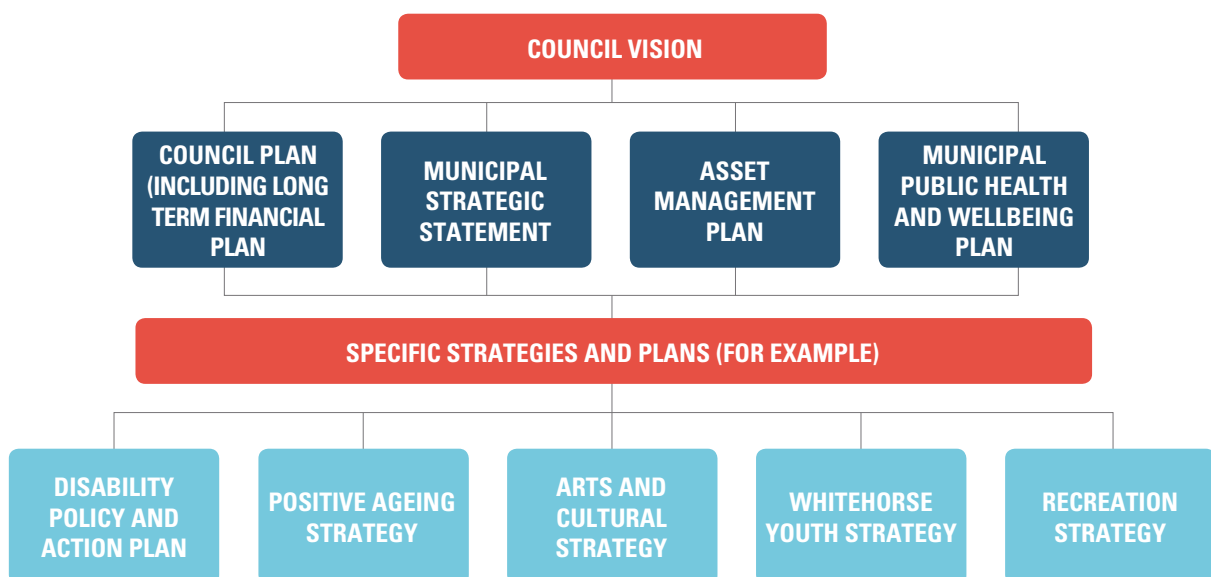 COUNCIL VISION
COUNCIL PLAN
(INCLUDING LONG
TERM FINANCIAL
PLAN
MUNICIPAL
STRATEGIC
STATEMENT
ASSET
MANAGEMENT
PLAN
MUNICIPAL
PUBLIC HEALTH
AND WELLBEING
PLAN
SPECIFIC STRATEGIES AND PLANS (FOR EXAMPLE)
DISABILITY
POLICY AND
ACTION PLAN
POSITIVE AGEING
STRATEGY
ARTS AND
CULTURAL
STRATEGY
WHITEHORSE
YOUTH STRATEGY
RECREATION
STRATEGY